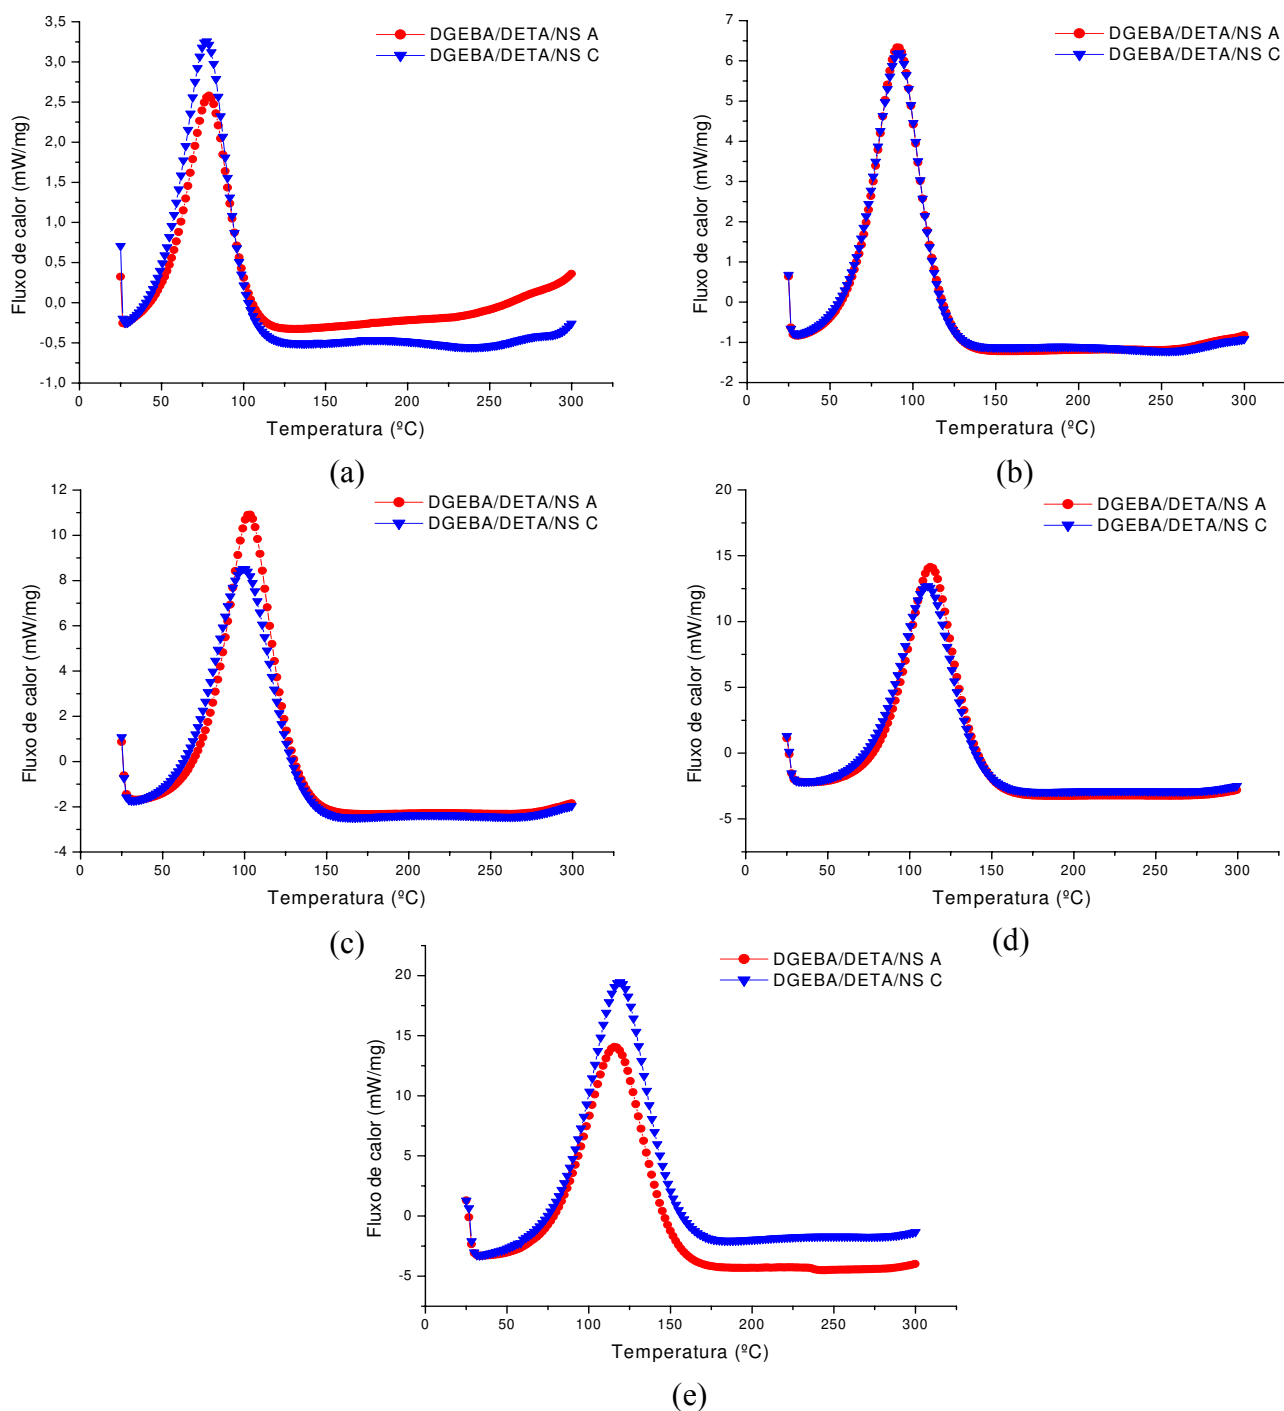 DGEBA/DETA/NS A
DGEBA/DETA/NS C
Fluxo de calor (mW/mg)
3,5
3,0
2,5
2,0
1,5
1,0
0,5
0,0
-0,5
-1,0
0 50 100 150 200 250 300
Temperatura (ºC)
(a)
DGEBA/DETA/NS A
DGEBA/DETA/NS C
Fluxo de calor (mW/mg)
7
6
5
4
3
2
1
0
-1
-2
0 50 100 150 200 250 300
Temperatura (ºC)
(b)
DGEBA/DETA/NS A
DGEBA/DETA/NS C
Fluxo de calor (mW/mg)
12
10
8
6
4
2
0
-2
-4
0 50 100 150 200 250 300
Temperatura (ºC)
(c)
DGEBA/DETA/NS A
DGEBA/DETA/NS C
Fluxo de calor (mW/mg)
20
15
10
5
0
-5
0 50 100 150 200 250 300
Temperatura (ºC)
(d)
DGEBA/DETA/NS A
DGEBA/DETA/NS C
Fluxo de calor (mW/mg)
20
15
10
5
0
-5
0 50 100 150 200 250 300
Temperatura (ºC)
(e)